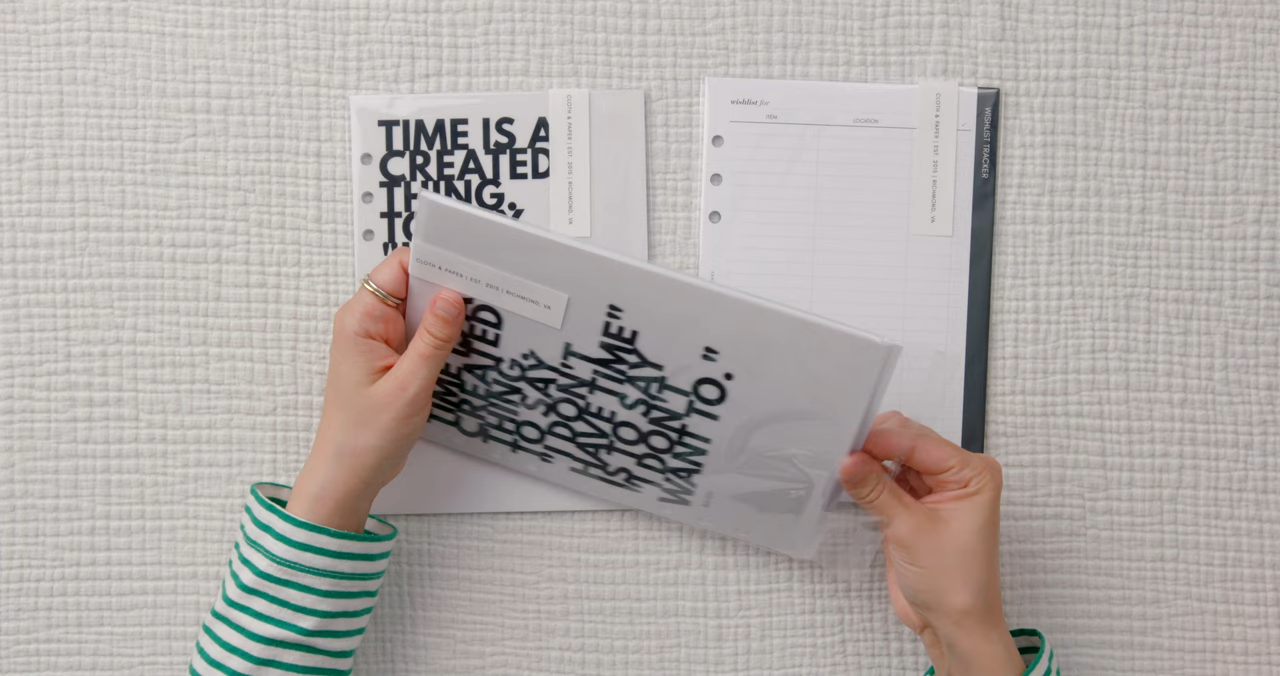 TIME IS A
CREATED
THING.
CLOTH & PAPER | EST. 2015 | RICHMOND, VA
wishlist for
ITEM
LOCATION
CLOTH & PAPER | EST. 2015 | RICHMOND, VA
WISHLIST TRACKER
CLOTH & PAPER | EST. 2015 | RICHMOND, VA
TIME IS A
CREATED
THING.
TO SAY
"I DON'T
HAVE TIME"
IS TO SAY
"I DON'T
WANT TO."